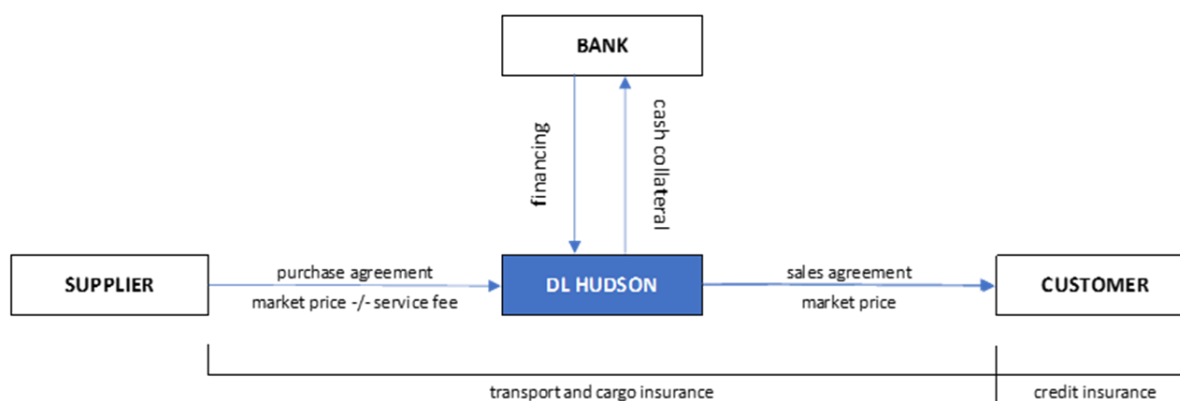 BANK
financing
cash collateral
SUPPLIER
purchase agreement
market price -/- service fee
DL HUDSON
sales agreement
market price
CUSTOMER
transport and cargo insurance
credit insurance